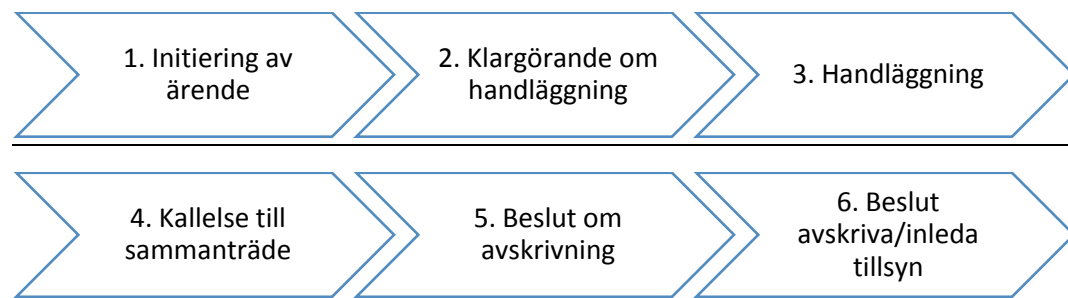 1. Initiering av
ärende
2. Klargörande om
handläggning
3. Handläggning
4. Kallelse till
sammanträde
5. Beslut om
avskrivning
6. Beslut
avskriva/inleda
tillsyn